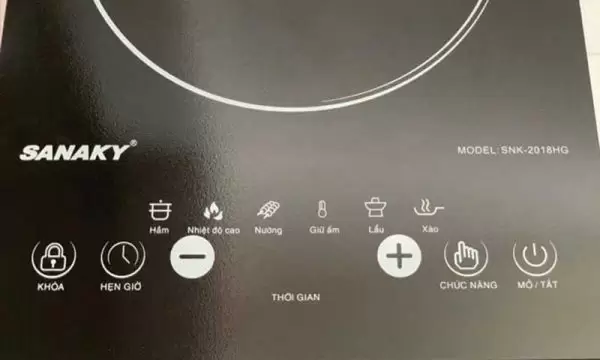 SANAKY®
MODEL: SNK-2018HG
Hầm Nhiệt độ cao Nướng Giữ ấm Lẩu Xào
KHÓA HẸN GIỜ CHỨC NĂNG MỞ / TẮT
THỜI GIAN